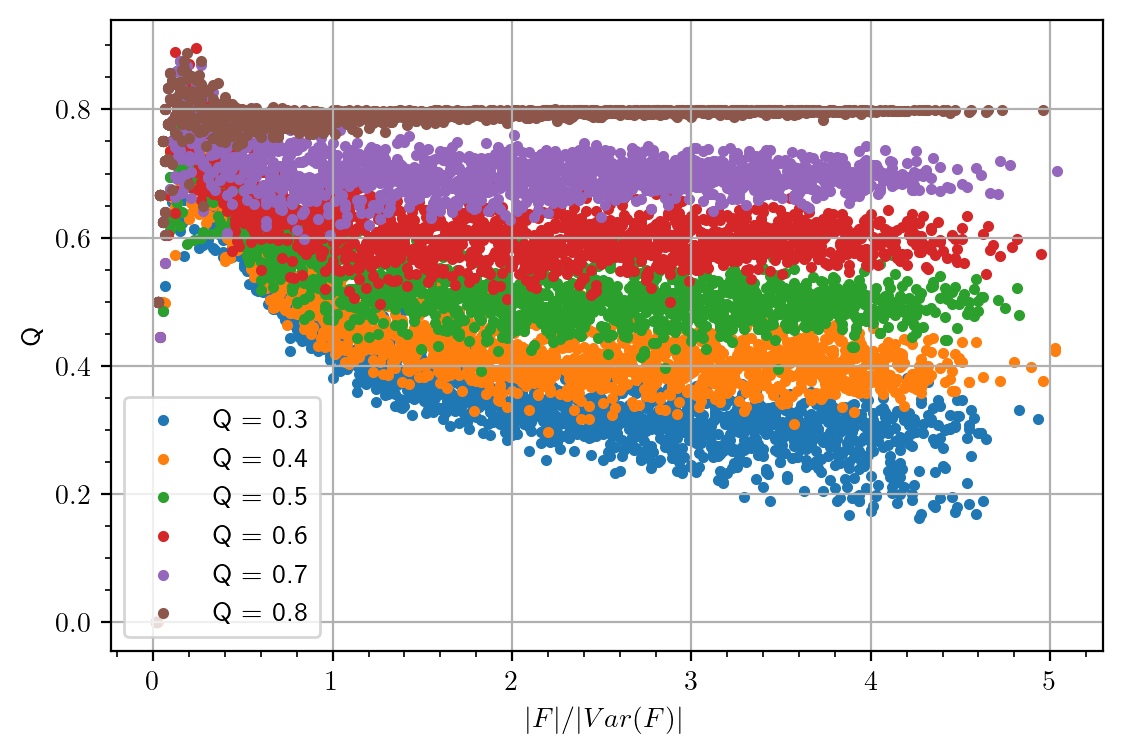 0.8
0.6
0.4
0.2
0.0
Q
Q = 0.3
Q = 0.4
Q = 0.5
Q = 0.6
Q = 0.7
Q = 0.8
0 1 2 3 4 5
|F|/|Var(F)|